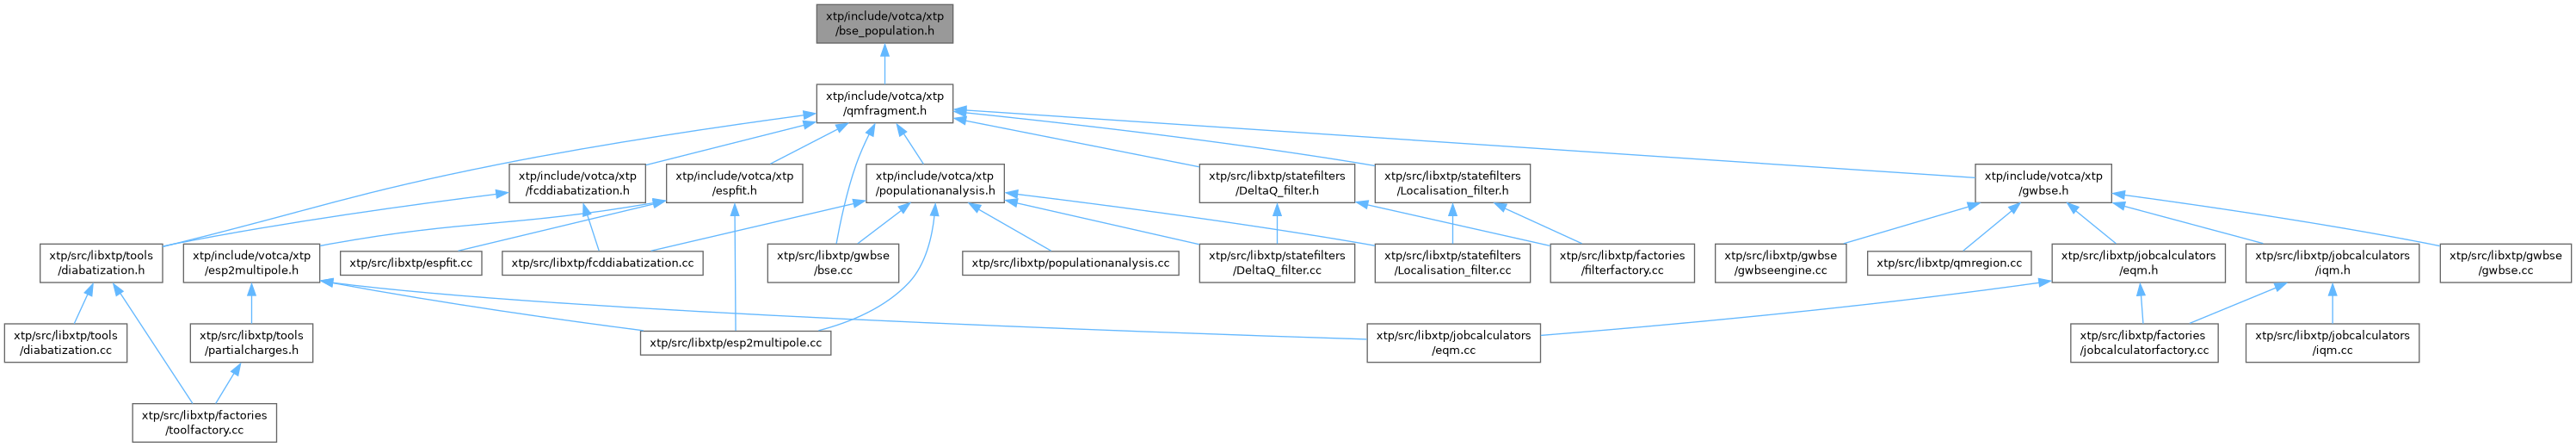 xtp/include/votca/xtp
/bse_population.h
xtp/include/votca/xtp
/qmfragment.h
xtp/include/votca/xtp
/fcddiabatization.h
xtp/include/votca/xtp
/espfit.h
xtp/include/votca/xtp
/populationanalysis.h
xtp/src/libxtp/statefilters
/DeltaQ_filter.h
xtp/src/libxtp/statefilters
/Localisation_filter.h
xtp/include/votca/xtp
/gwbse.h
xtp/src/libxtp/tools
/diabatization.h
xtp/include/votca/xtp
/esp2multipole.h
xtp/src/libxtp/espfit.cc
xtp/src/libxtp/fcddiabatization.cc
xtp/src/libxtp/gwbse
/bse.cc
xtp/src/libxtp/populationanalysis.cc
xtp/src/libxtp/statefilters
/DeltaQ_filter.cc
xtp/src/libxtp/statefilters
/Localisation_filter.cc
xtp/src/libxtp/factories
/filterfactory.cc
xtp/src/libxtp/gwbse
/gwbseengine.cc
xtp/src/libxtp/qmregion.cc
xtp/src/libxtp/jobcalculators
/eqm.h
xtp/src/libxtp/jobcalculators
/iqm.h
xtp/src/libxtp/gwbse
/gwbse.cc
xtp/src/libxtp/tools
/diabatization.cc
xtp/src/libxtp/tools
/partialcharges.h
xtp/src/libxtp/esp2multipole.cc
xtp/src/libxtp/jobcalculators
/eqm.cc
xtp/src/libxtp/factories
/jobcalculatorfactory.cc
xtp/src/libxtp/jobcalculators
/iqm.cc
xtp/src/libxtp/factories
/toolfactory.cc